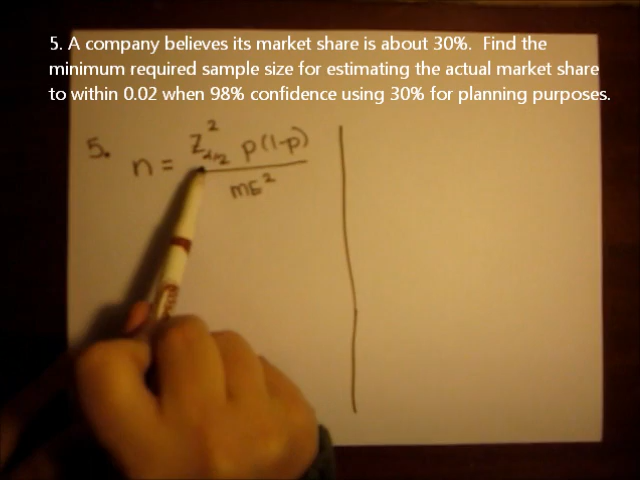 5. A company believes its market share is about 30%. Find the
minimum required sample size for estimating the actual market share
to within 0.02 when 98% confidence using 30% for planning purposes.
5. n = Z²α/2 p(1-p)
mE²